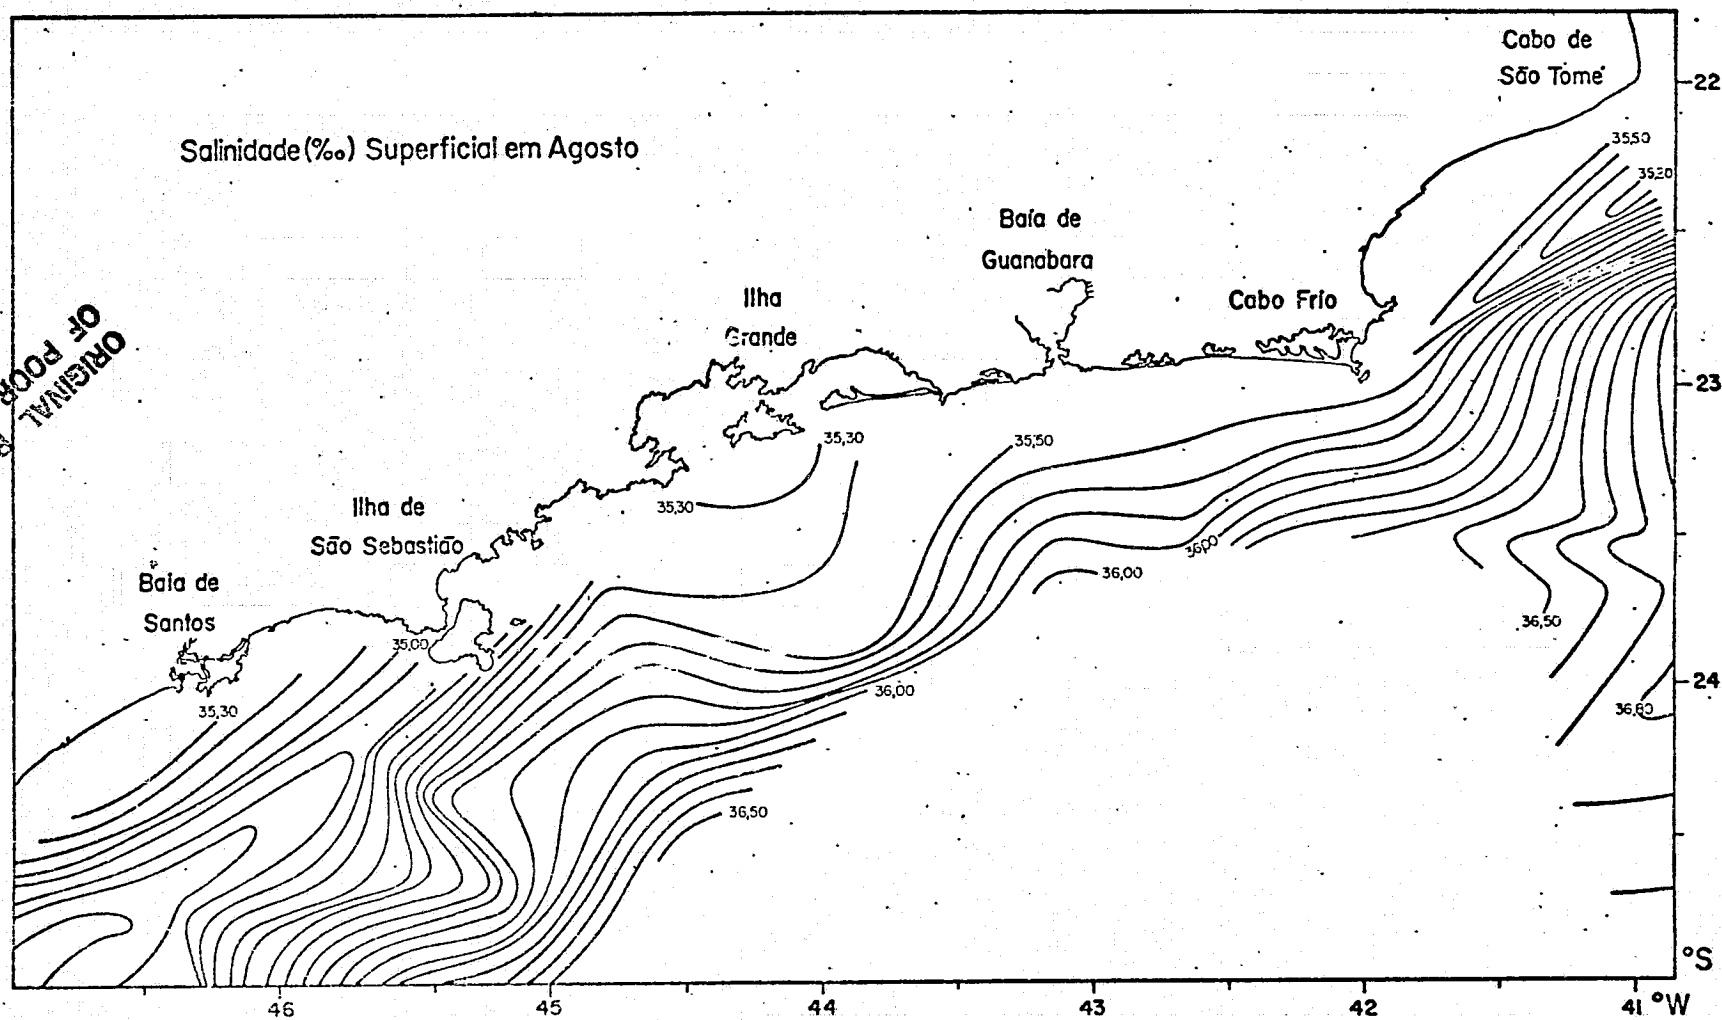 Cabo de
São Tomé
22
Salinidade (‰) Superficial em Agosto
35,50
35,20
Baía de
Guanabara
Ilha
Grande
Cabo Frio
ORIGINAL
OF POOR
23
35,30
35,50
35,30
Ilha de
São Sebastião
36,00
36,00
Baía de
Santos
36,50
35,00
24
36,00
35,30
36,60
36,50
°S
46
45
44
43
42
41 °W